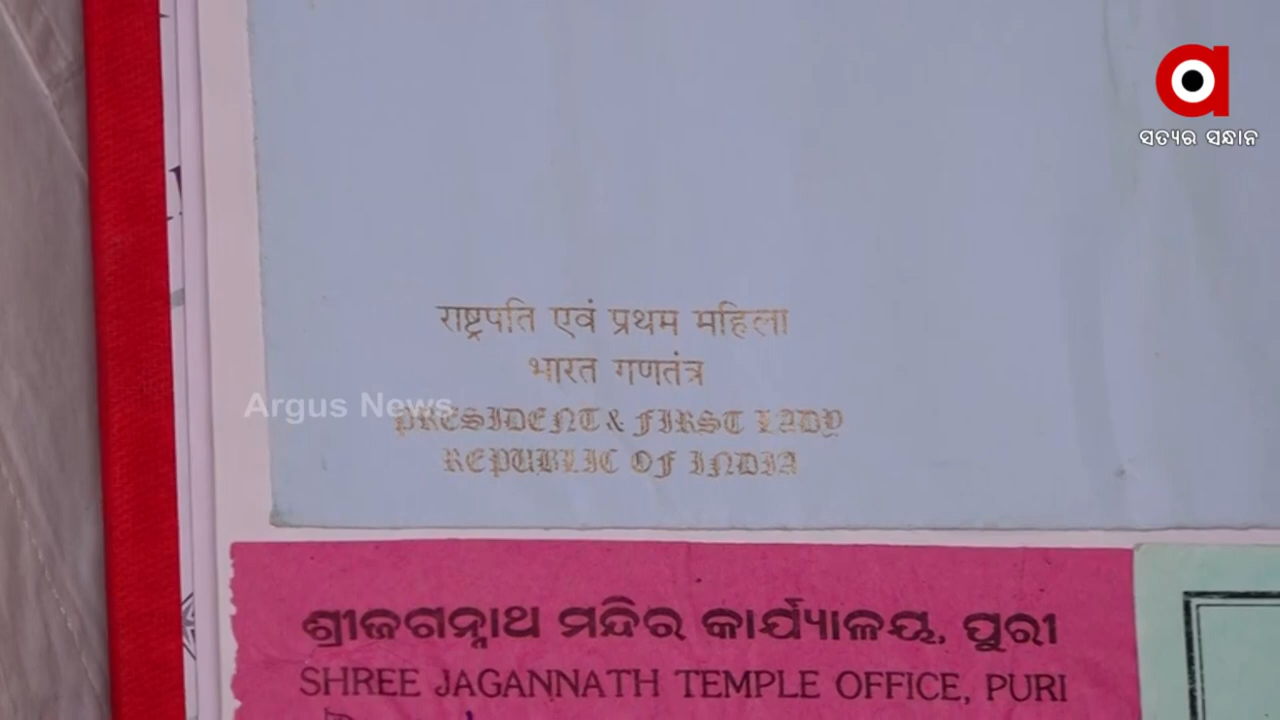 ସତ୍ୟର ସନ୍ଧାନ
राष्ट्रपति एवं प्रथम महिला
भारत गणतंत्र
Argus News
PRESIDENT & FIRST LADY
REPUBLIC OF INDIA
ଶ୍ରୀଜଗନ୍ନାଥ ମନ୍ଦିର କାର୍ଯ୍ୟାଳୟ, ପୁରୀ
SHREE JAGANNATH TEMPLE OFFICE, PURI